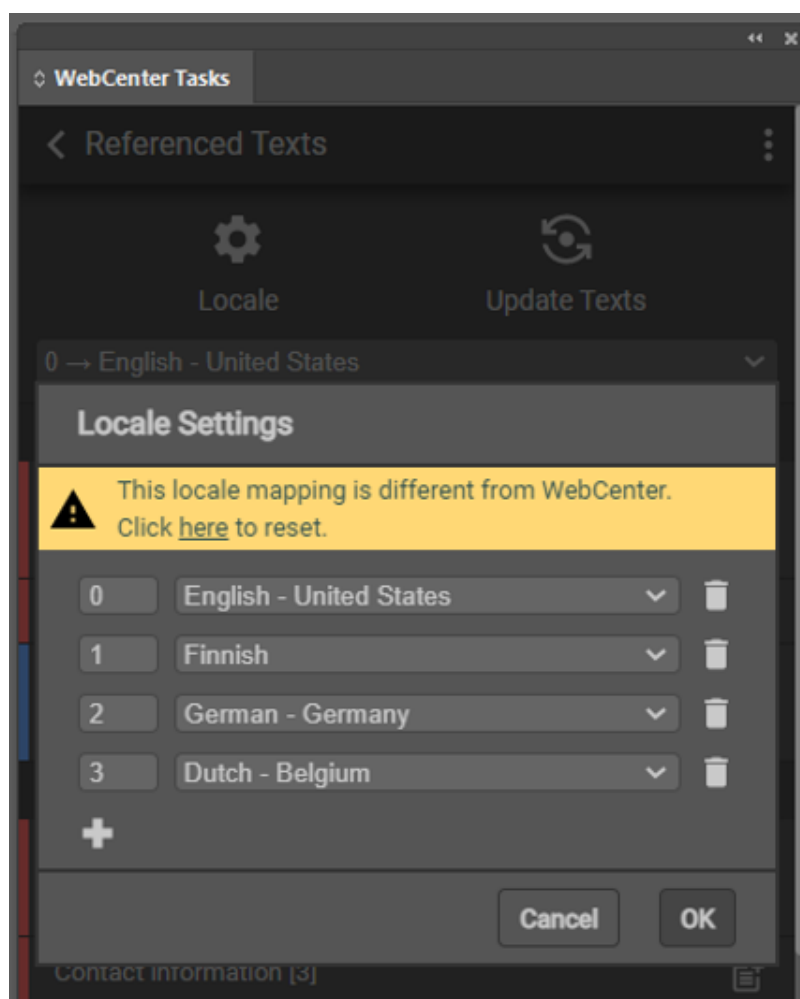 WebCenter Tasks
Referenced Texts
Locale
Update Texts
0 → English - United States
Locale Settings
This locale mapping is different from WebCenter.
Click here to reset.
0 English - United States
1 Finnish
2 German - Germany
3 Dutch - Belgium
Cancel OK
Contact Information [3]